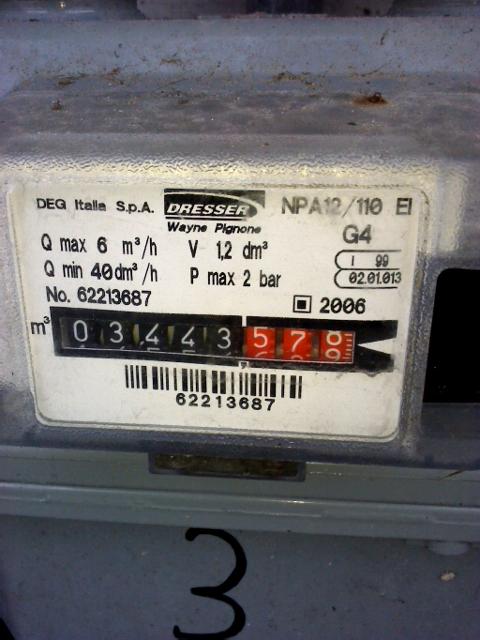 DEG Italia S.p.A. DRESSER NPA12/110 EI
Wayne Pignone G4
Q max 6 m³/h V 1,2 dm³ I 99
Q min 40dm³/h P max 2 bar 02.01.013
No. 62213687 2006
m³ 03443578
62213687
3